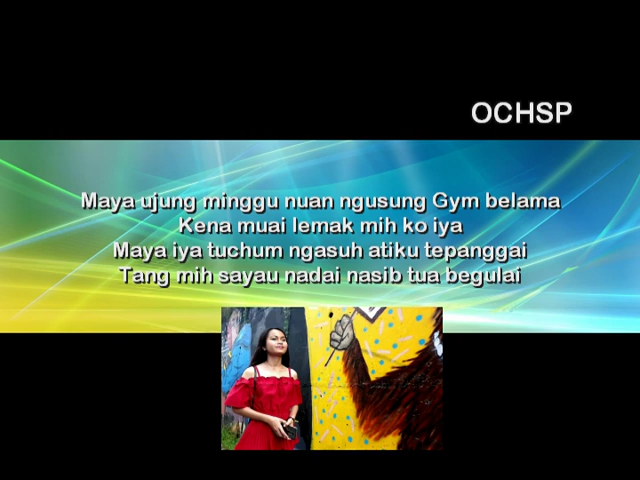 OCHSP
Maya ujung minggu nuan ngusung Gym belama
Kena muai lemak mih ko iya
Maya iya tuchum ngasuh atiku tepanggai
Tang mih sayau nadai nasib tua begulai